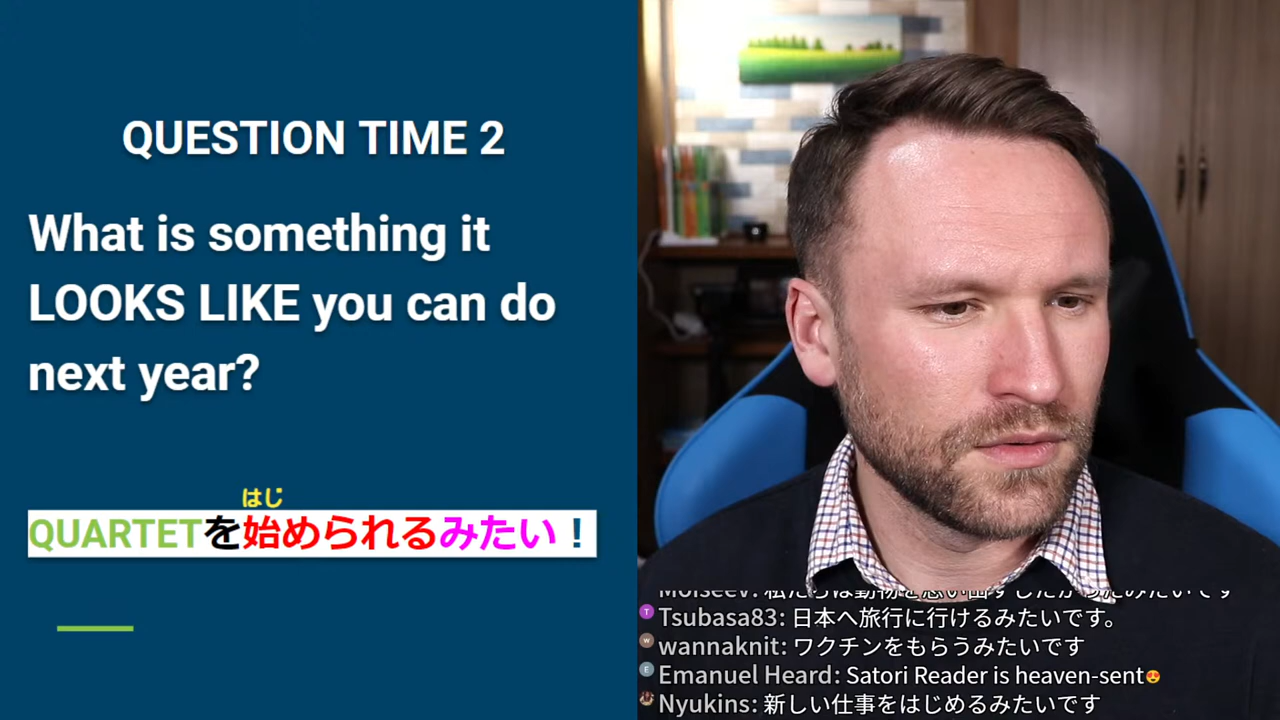 QUESTION TIME 2
What is something it
LOOKS LIKE you can do
next year?
はじ
QUARTETを始められるみたい！
Tsubasa83: 日本へ旅行に行けるみたいです。
wannaknit: ワクチンをもらうみたいです
Emanuel Heard: Satori Reader is heaven-sent😍
Nyukins: 新しい仕事をはじめるみたいです